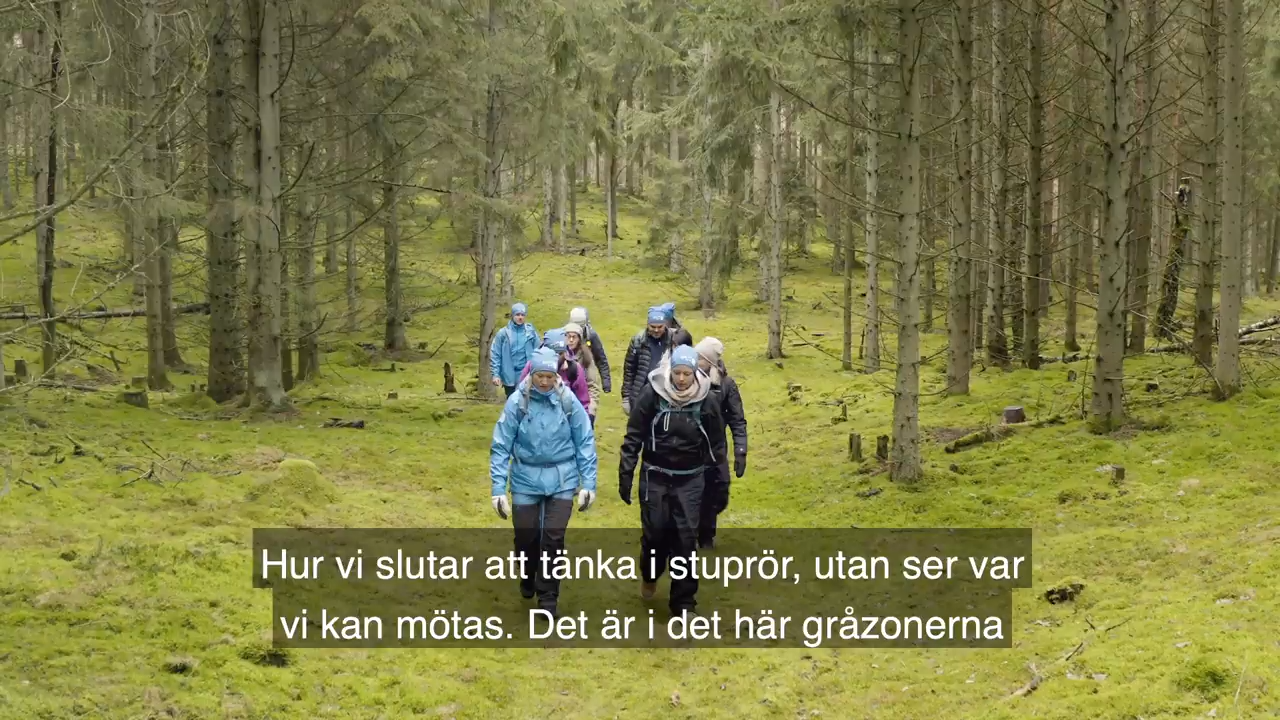 Hur vi slutar att tänka i stuprör, utan ser var
vi kan mötas. Det är i det här gråzonerna